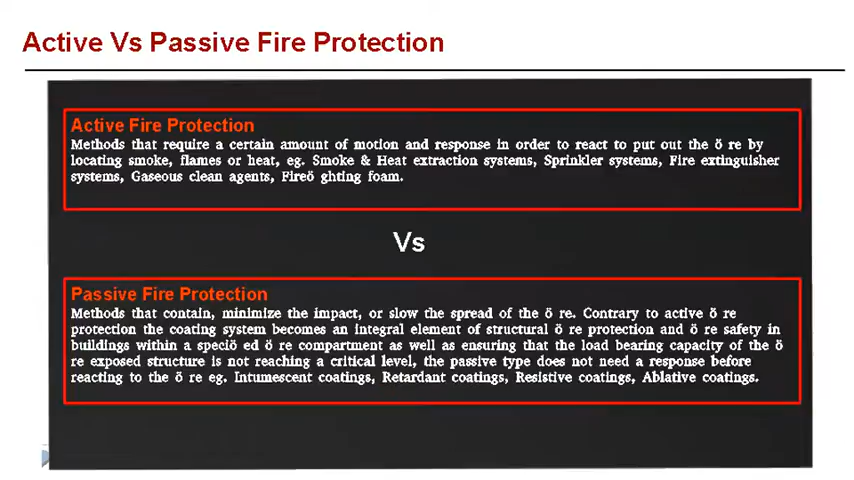 Active Vs Passive Fire Protection
Active Fire Protection
Methods that require a certain amount of motion and response in order to react to put out the ö re by
locating smoke, flames or heat, eg. Smoke & Heat extraction systems, Sprinkler systems, Fire extinguisher
systems, Gaseous clean agents, Fireö ghting foam.
Vs
Passive Fire Protection
Methods that contain, minimize the impact, or slow the spread of the ö re. Contrary to active ö re
protection the coating system becomes an integral element of structural ö re protection and ö re safety in
buildings within a speciö ed ö re compartment as well as ensuring that the load bearing capacity of the ö
re exposed structure is not reaching a critical level, the passive type does not need a response before
reacting to the ö re eg. Intumescent coatings, Retardant coatings, Resistive coatings, Ablative coatings.